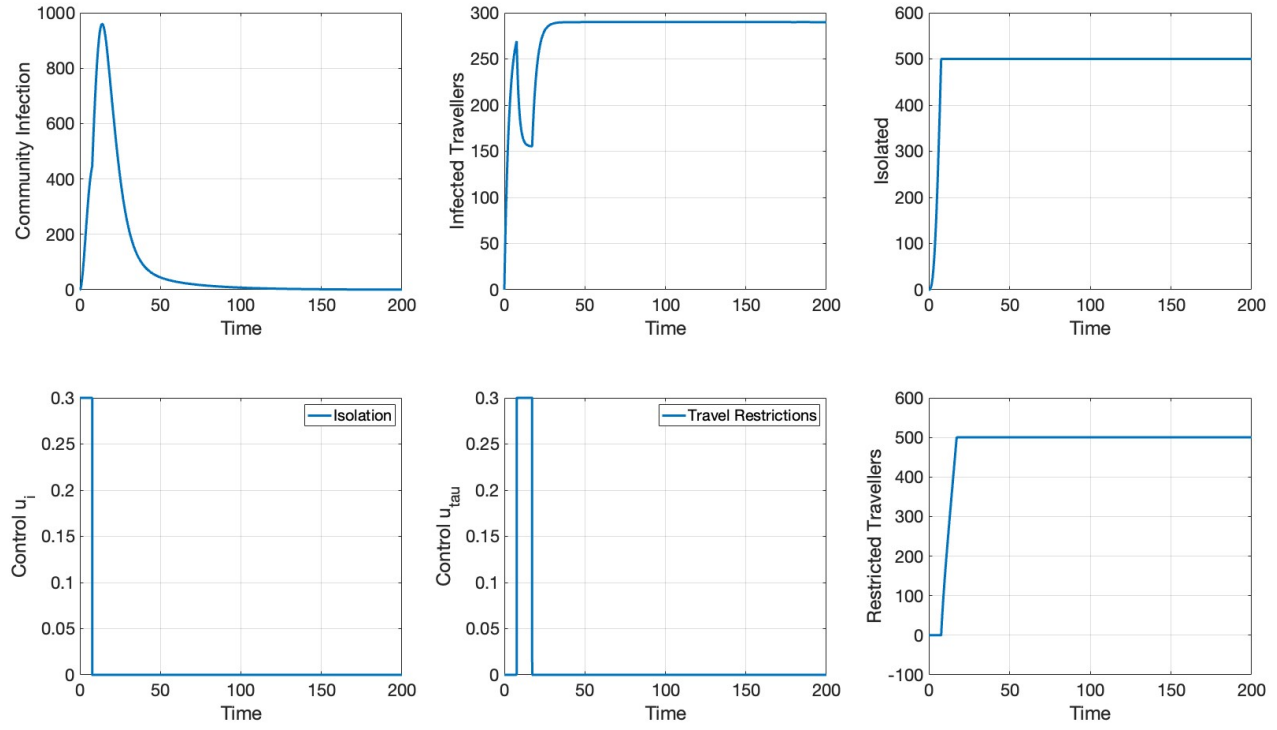 1000
800
600
400
200
0
Community Infection
0 50 100 150 200
Time
300
250
200
150
100
50
0
Infected Travellers
0 50 100 150 200
Time
600
500
400
300
200
100
0
Isolated
0 50 100 150 200
Time
0.3
0.25
0.2
0.15
0.1
0.05
0
Control u_i
Isolation
0 50 100 150 200
Time
0.3
0.25
0.2
0.15
0.1
0.05
0
Control u_tau
Travel Restrictions
0 50 100 150 200
Time
600
500
400
300
200
100
0
-100
Restricted Travellers
0 50 100 150 200
Time